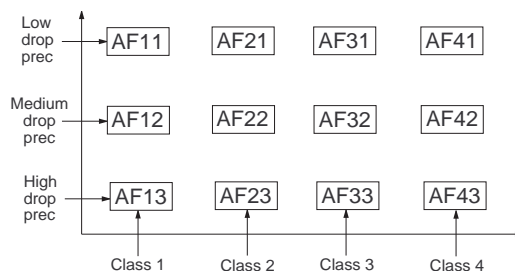 Low
drop
prec
AF11 AF21 AF31 AF41
Medium
drop
prec
AF12 AF22 AF32 AF42
High
drop
prec
AF13 AF23 AF33 AF43
Class 1 Class 2 Class 3 Class 4